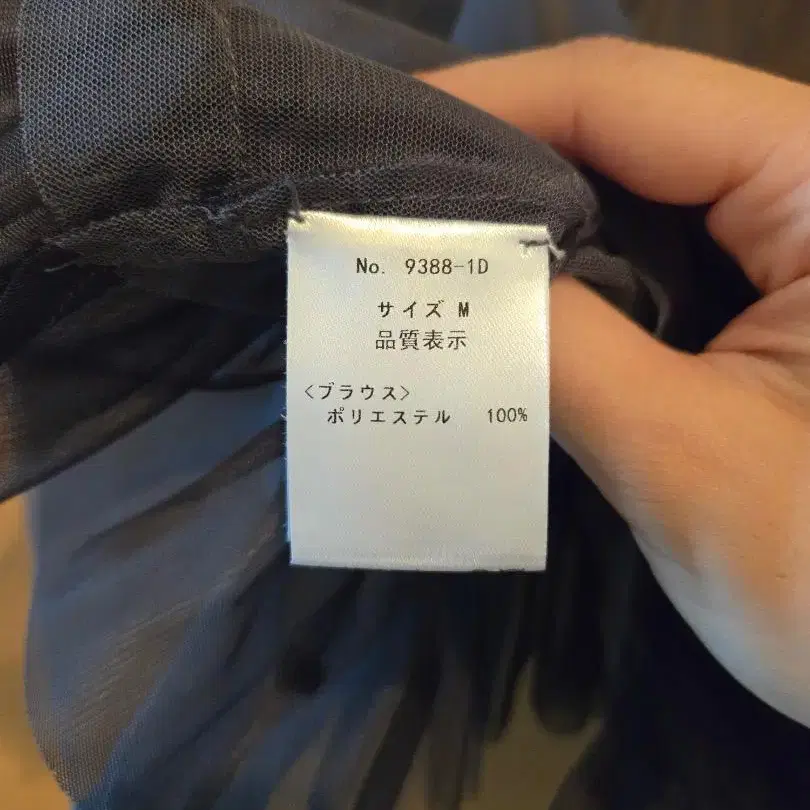 No. 9388-1D
サイズ M
品質表示
<ブラウス>
ポリエステル 100%